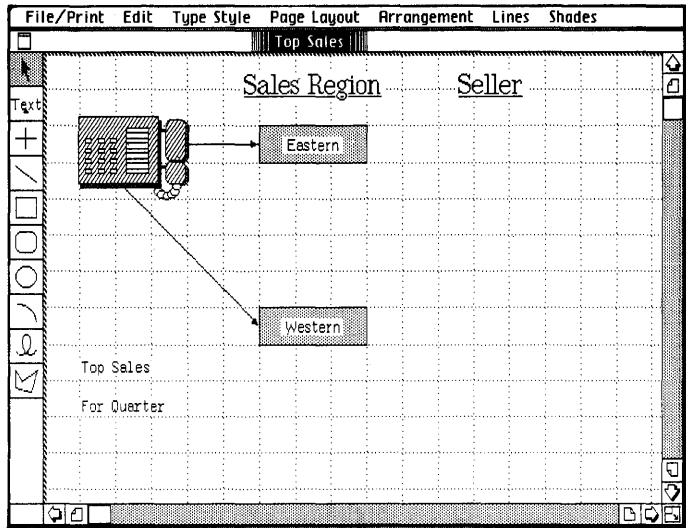 File/Print Edit Type Style Page Layout Arrangement Lines Shades
Top Sales
Text
Sales Region Seller
Eastern
Western
Top Sales
For Quarter